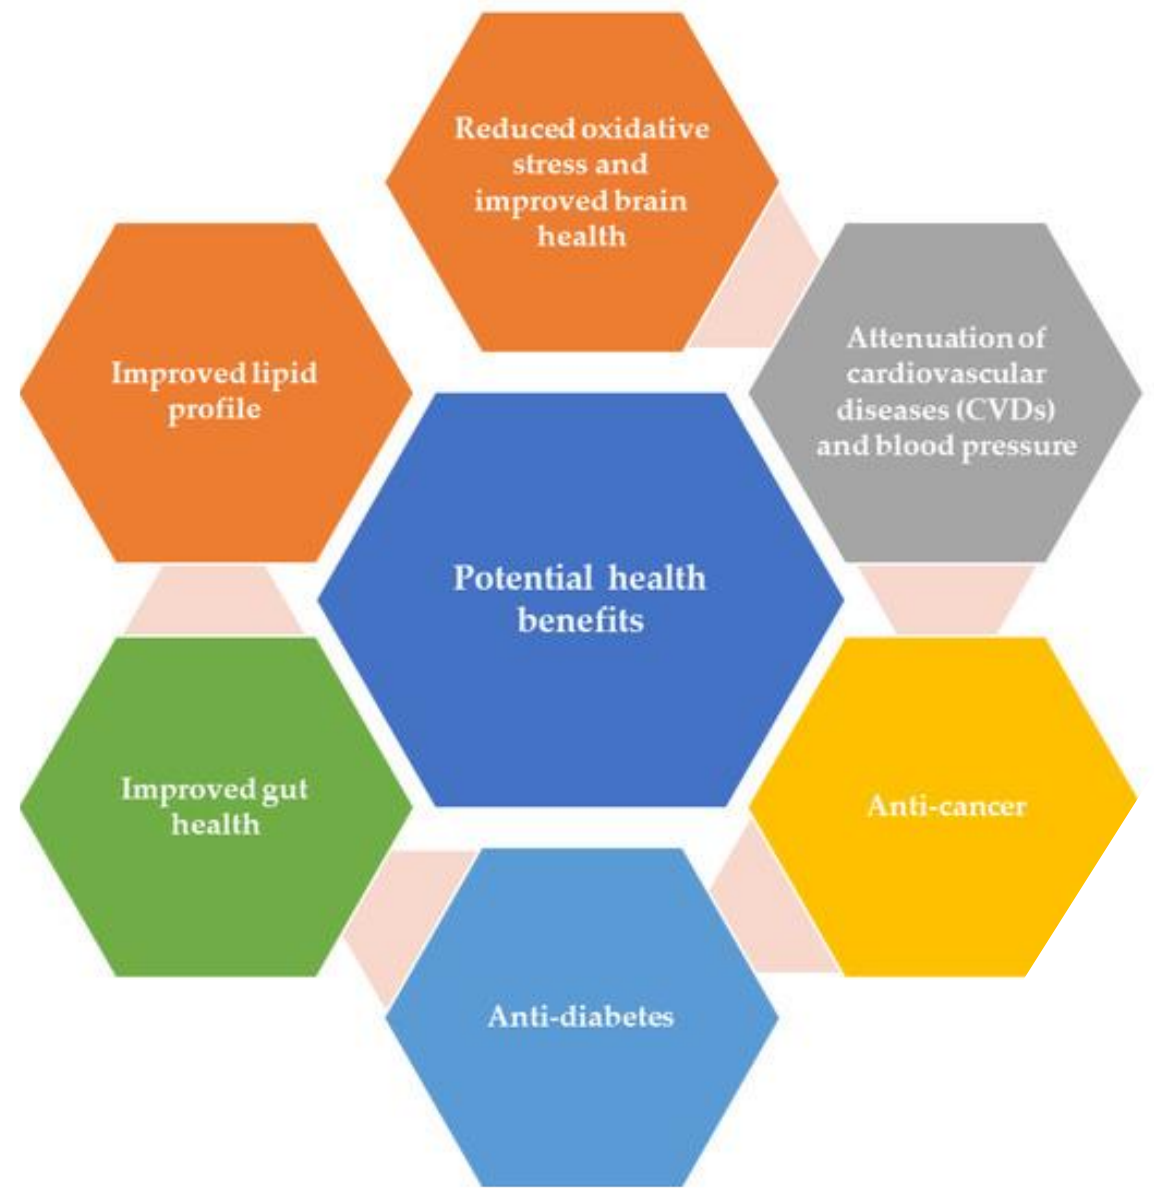 Reduced oxidative
stress and
improved brain
health
Attenuation of
cardiovascular
diseases (CVDs)
and blood pressure
Improved lipid
profile
Potential health
benefits
Improved gut
health
Anti-cancer
Anti-diabetes